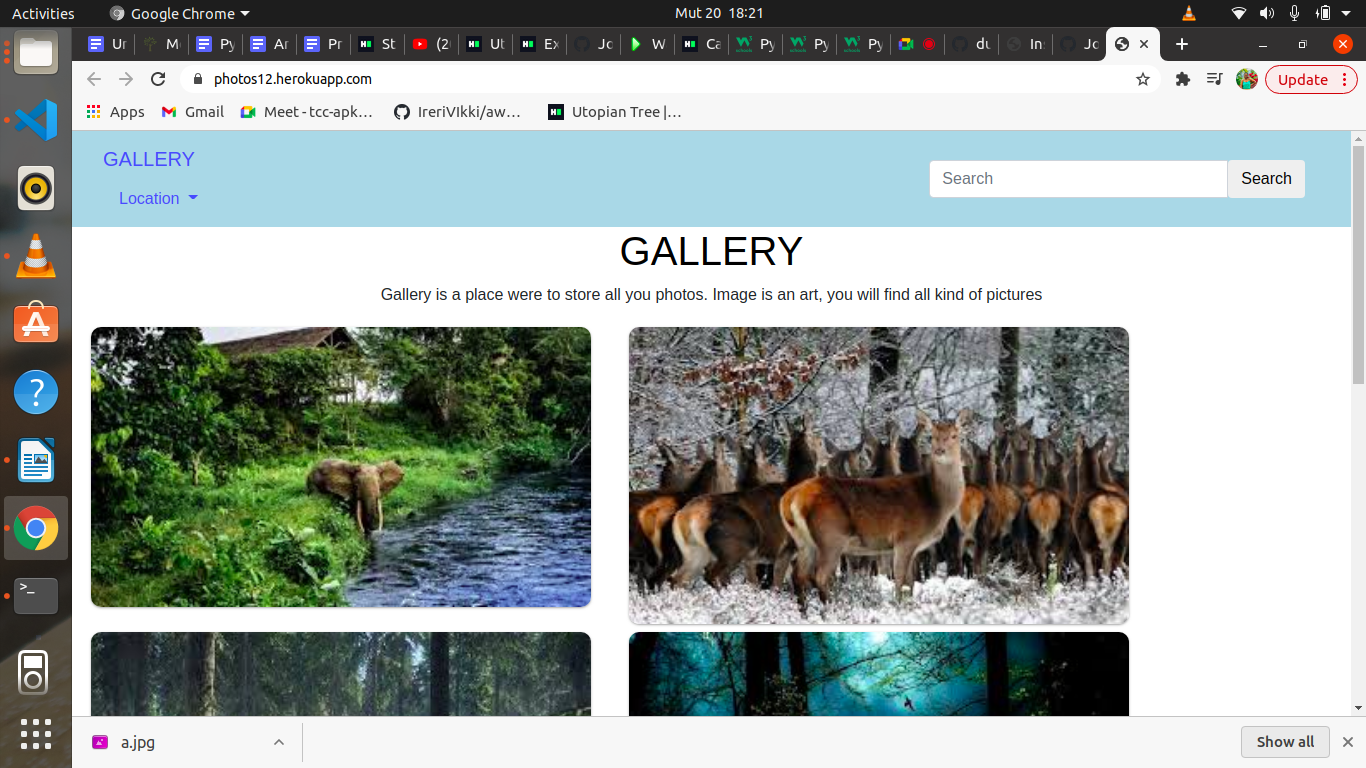 Activities
Google Chrome
Mut 20 18:21
Ur
M
Py
Ar
Pr
St
(2
Ut
Ex
Jo
W
Ca
Py
Py
Py
du
In
Jo
photos12.herokuapp.com
Update
Apps
Gmail
Meet - tcc-apk…
IreriVIkki/aw…
Utopian Tree |…
GALLERY
Location
Search
Search
GALLERY
Gallery is a place were to store all you photos. Image is an art, you will find all kind of pictures
a.jpg
Show all